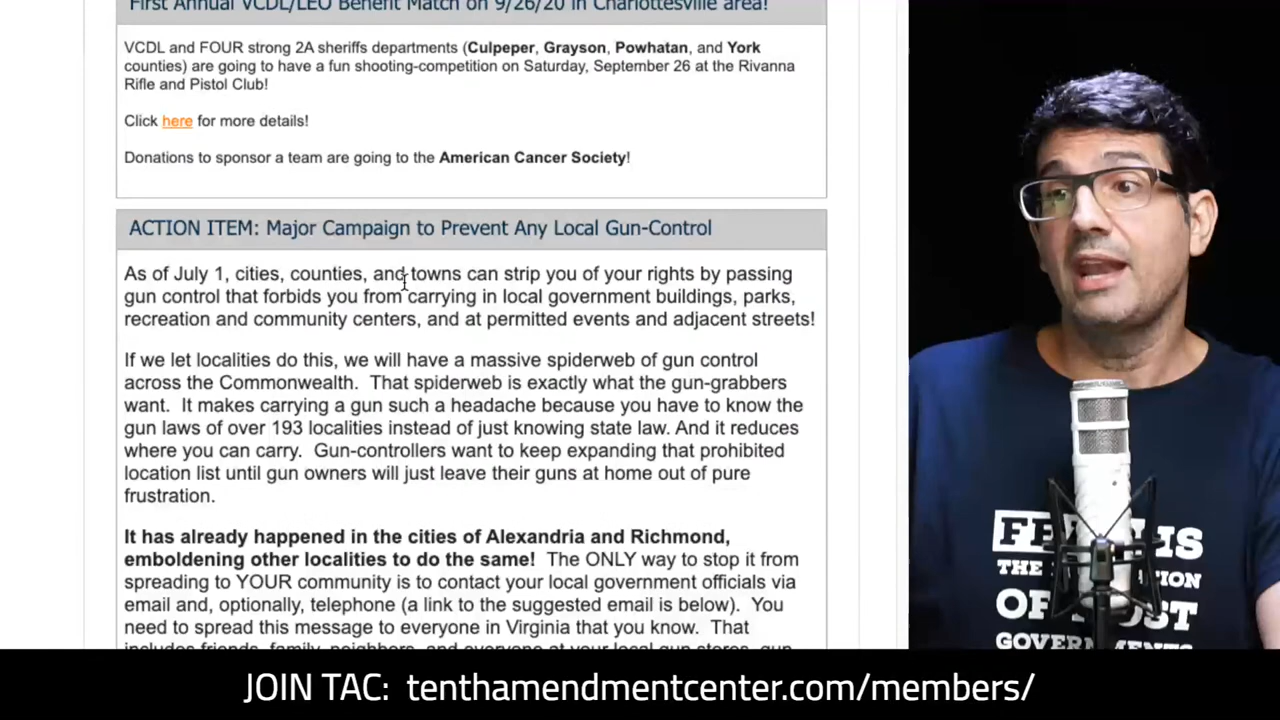 First Annual VCDL/LEO Benefit Match on 9/26/20 in Charlottesville area!
VCDL and FOUR strong 2A sheriffs departments (Culpeper, Grayson, Powhatan, and York
counties) are going to have a fun shooting-competition on Saturday, September 26 at the Rivanna
Rifle and Pistol Club!
Click here for more details!
Donations to sponsor a team are going to the American Cancer Society!
ACTION ITEM: Major Campaign to Prevent Any Local Gun-Control
As of July 1, cities, counties, and towns can strip you of your rights by passing
gun control that forbids you from carrying in local government buildings, parks,
recreation and community centers, and at permitted events and adjacent streets!
If we let localities do this, we will have a massive spiderweb of gun control
across the Commonwealth.  That spiderweb is exactly what the gun-grabbers
want.  It makes carrying a gun such a headache because you have to know the
gun laws of over 193 localities instead of just knowing state law. And it reduces
where you can carry.  Gun-controllers want to keep expanding that prohibited
location list until gun owners will just leave their guns at home out of pure
frustration.
It has already happened in the cities of Alexandria and Richmond,
emboldening other localities to do the same!  The ONLY way to stop it from
spreading to YOUR community is to contact your local government officials via
email and, optionally, telephone (a link to the suggested email is below).  You
need to spread this message to everyone in Virginia that you know.  That
includes friends, family, neighbors, and everyone at your local gun stores, gun
IS
THE
OF
GOVERNMENTS
JOIN TAC: tenthamendmentcenter.com/members/